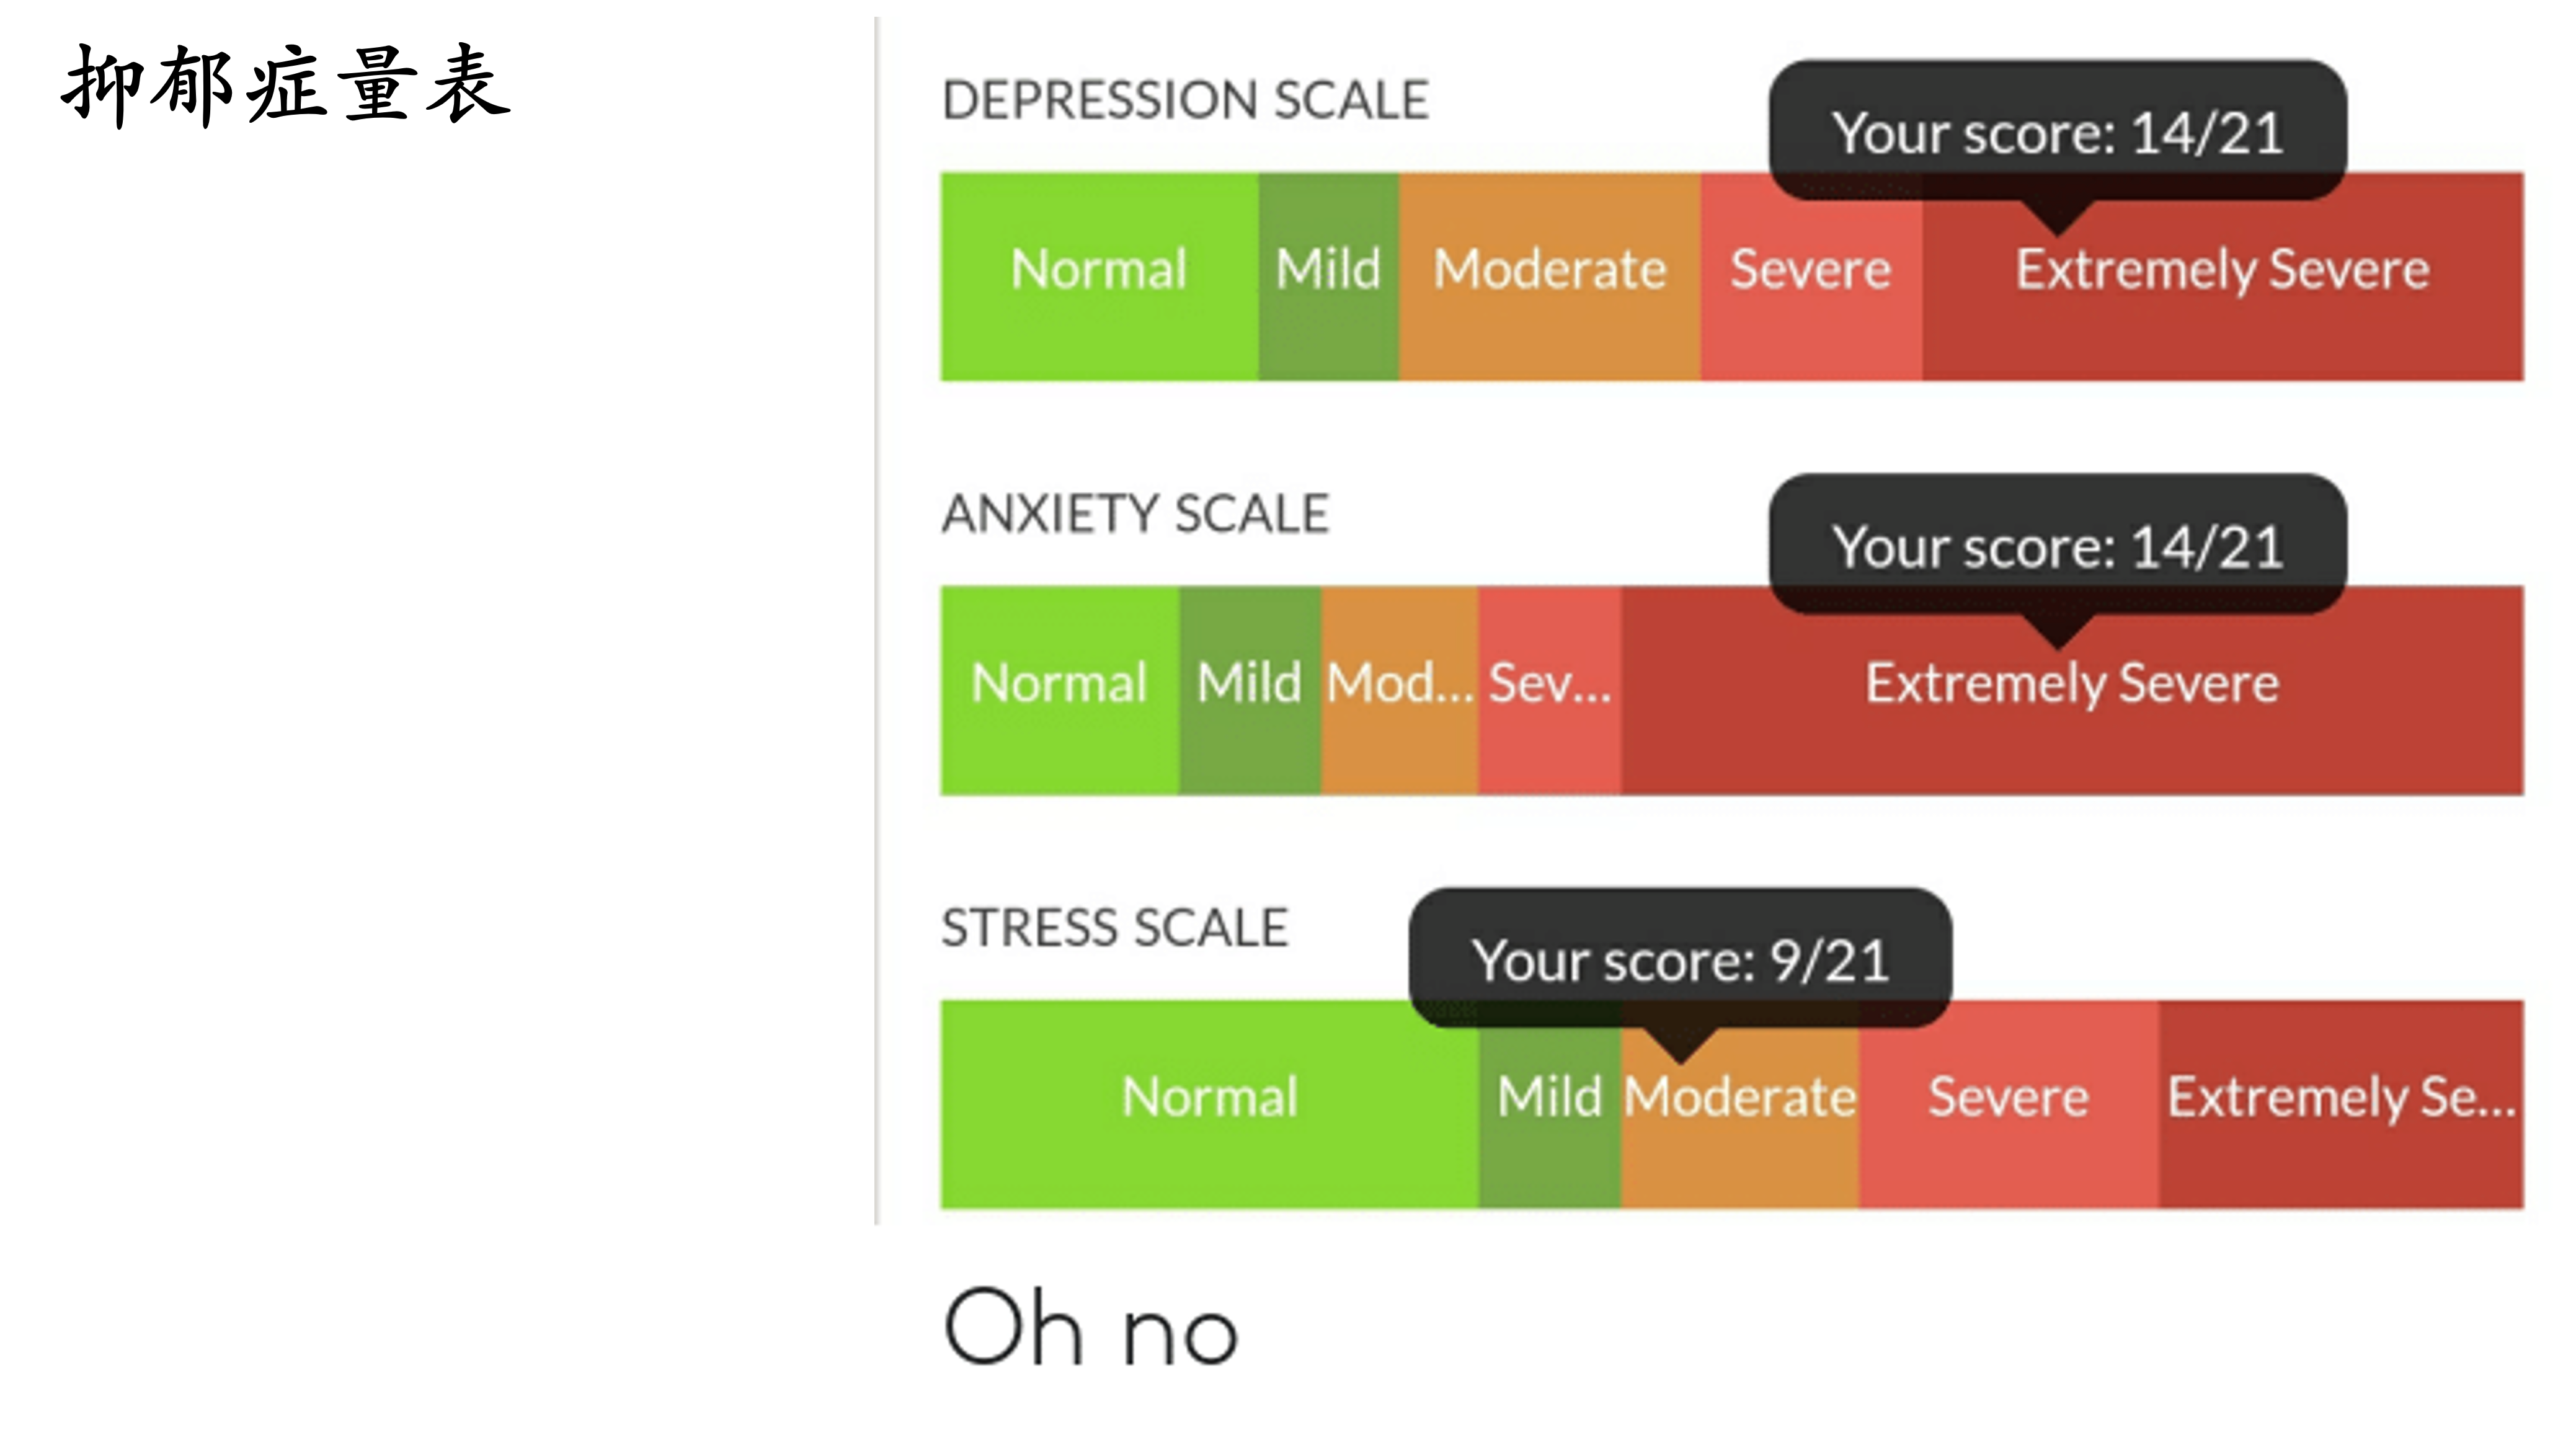 抑郁症量表
DEPRESSION SCALE
Your score: 14/21
Normal Mild Moderate Severe Extremely Severe
ANXIETY SCALE
Your score: 14/21
Normal Mild Mod... Sev... Extremely Severe
STRESS SCALE
Your score: 9/21
Normal Mild Moderate Severe Extremely Se...
Oh no